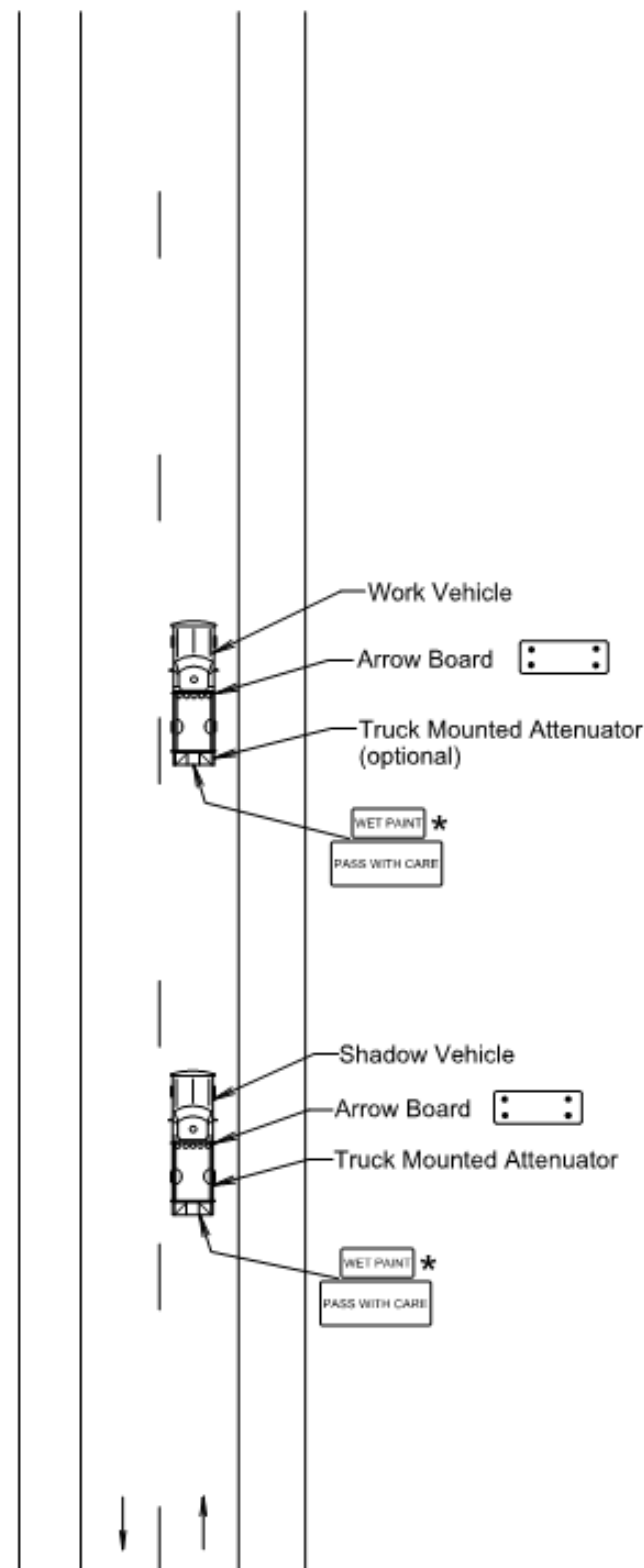 Work Vehicle
Arrow Board
Truck Mounted Attenuator
(optional)
WET PAINT *
PASS WITH CARE
Shadow Vehicle
Arrow Board
Truck Mounted Attenuator
WET PAINT *
PASS WITH CARE